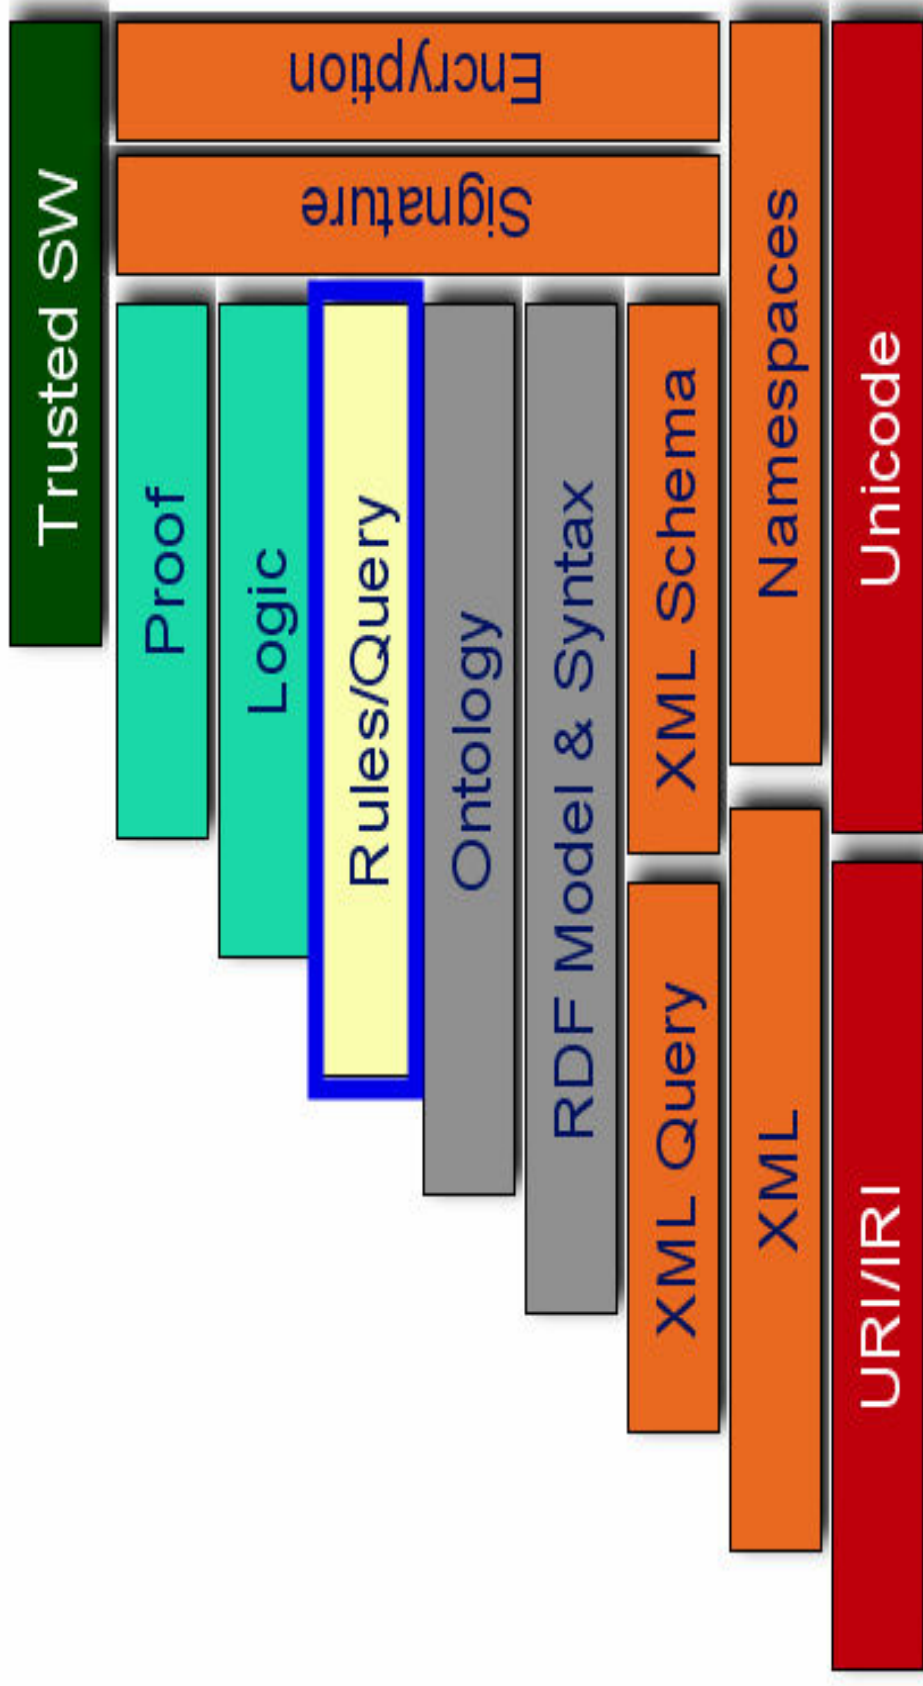 Trusted SW
Proof
Logic
Rules/Query
Ontology
RDF Model & Syntax
XML Query
XML Schema
XML
Namespaces
URI/IRI
Unicode
Signature
Encryption